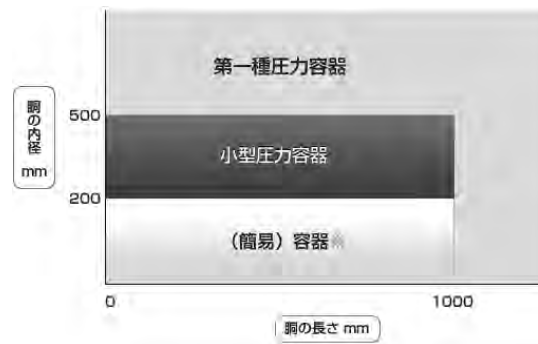 第一種圧力容器
胴の内径
mm
500
小型圧力容器
200
（簡易）容器※
0
1000
胴の長さ mm